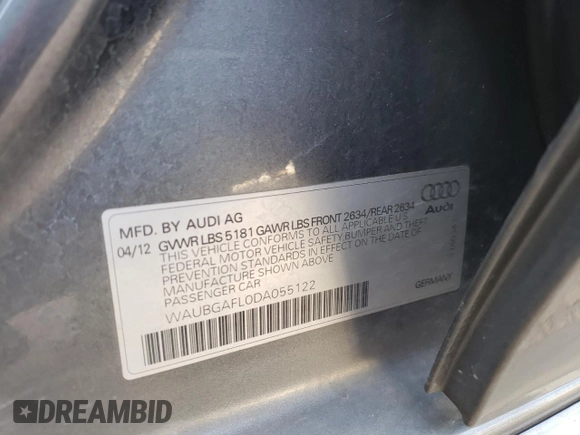 MFD. BY AUDI AG
04/12 GVWR LBS 5181 GAWR LBS FRONT 2634/REAR 2634
THIS VEHICLE CONFORMS TO ALL APPLICABLE U.S.
FEDERAL MOTOR VEHICLE SAFETY BUMPER AND THEFT
PREVENTION STANDARDS IN EFFECT ON THE DATE OF
MANUFACTURE SHOWN ABOVE
PASSENGER CAR
WAUBGAFL0DA055122
Audi
GERMANY
DREAMBID